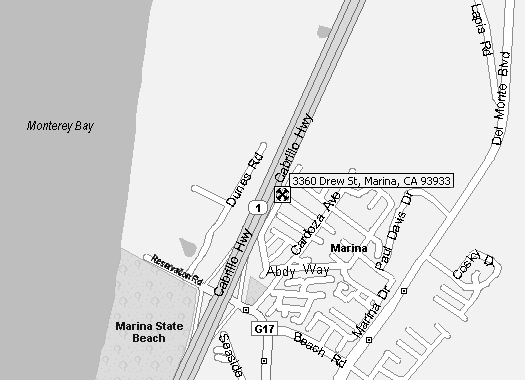 Lapis Rd
Del Monte Blvd
Monterey Bay
Cabrillo Hwy
Dunes Rd
3360 Drew St, Marina, CA 93933
1
Cardoza Ave
Paul Davis Dr
Marina
Cabrillo Hwy
Reservation Rd
Abdy Way
Cosky D
Marina Dr
Marina State
Beach
G17
Beach Rd
Seaside